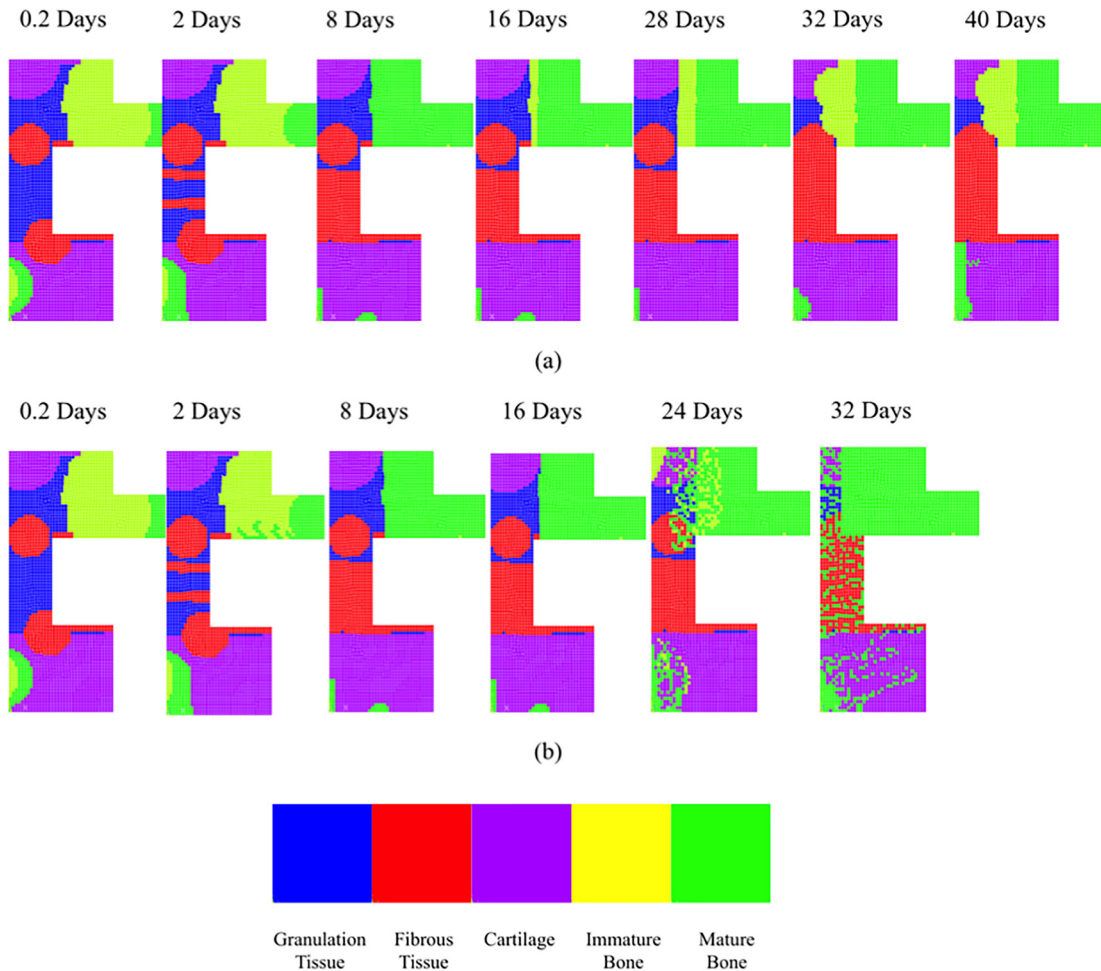 0.2 Days 2 Days 8 Days 16 Days 28 Days 32 Days 40 Days
(a)
0.2 Days 2 Days 8 Days 16 Days 24 Days 32 Days
(b)
Granulation Fibrous Cartilage Immature Mature
Tissue Tissue Bone Bone